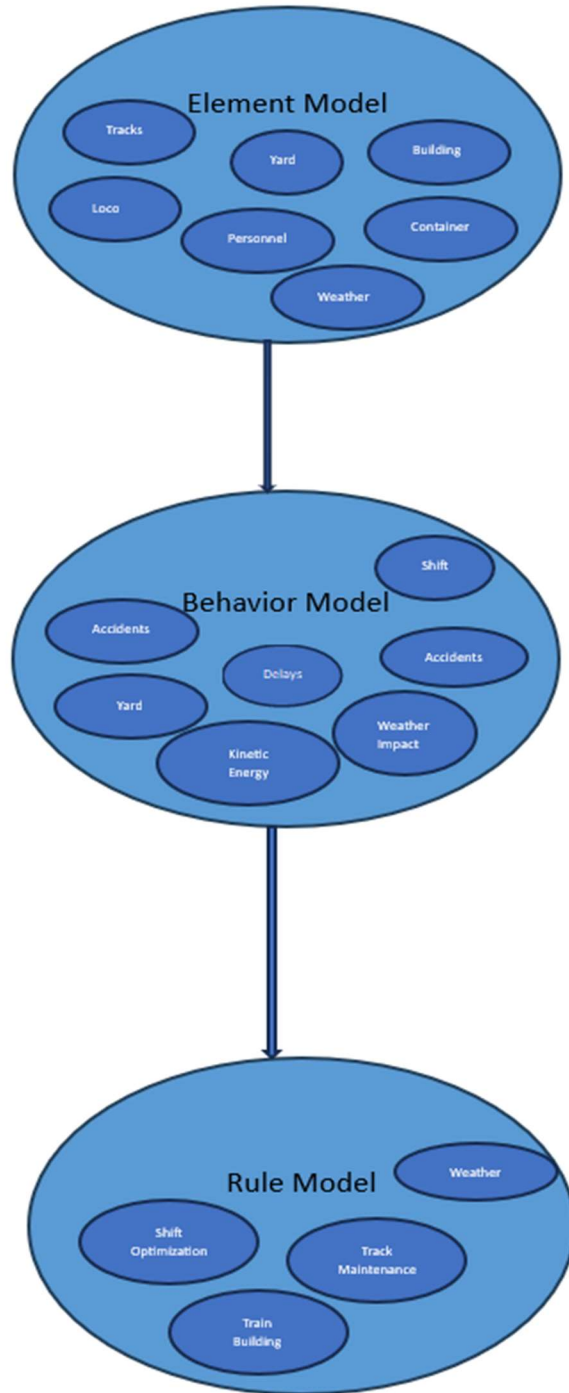 Element Model
Tracks
Yard
Building
Loco
Personnel
Container
Weather
Shift
Behavior Model
Accidents
Delays
Accidents
Yard
Weather
Impact
Kinetic
Energy
Weather
Rule Model
Shift
Optimization
Track
Maintenance
Train
Building